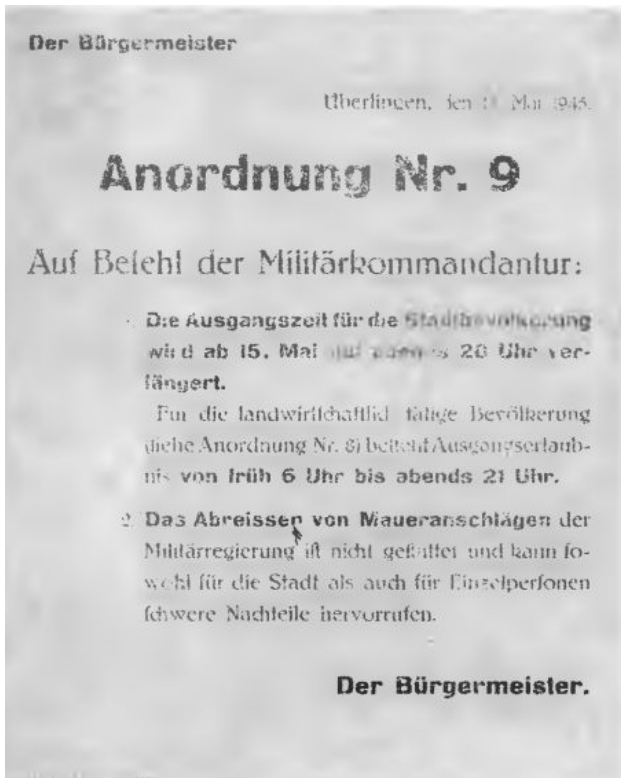 Der Bürgermeister
Überlingen, den Mai 1945.
Anordnung Nr. 9
Auf Befehl der Militärkommandantur:
Die Ausgangszeit für die Stadtbevölkerung
wird ab 15. Mai 20 Uhr ver-
längert.
Für die landwirtſchaftlich tätige Bevölkerung
(ſiehe Anordnung Nr. 8) beſteht Ausgangserlaub-
nis von früh 6 Uhr bis abends 21 Uhr.
2. Das Abreissen von Maueranschlägen der
Militärregierung iſt nicht geſtattet und kann ſo-
wohl für die Stadt als auch für Einzelperſonen
ſchwere Nachteile hervorrufen.
Der Bürgermeister.